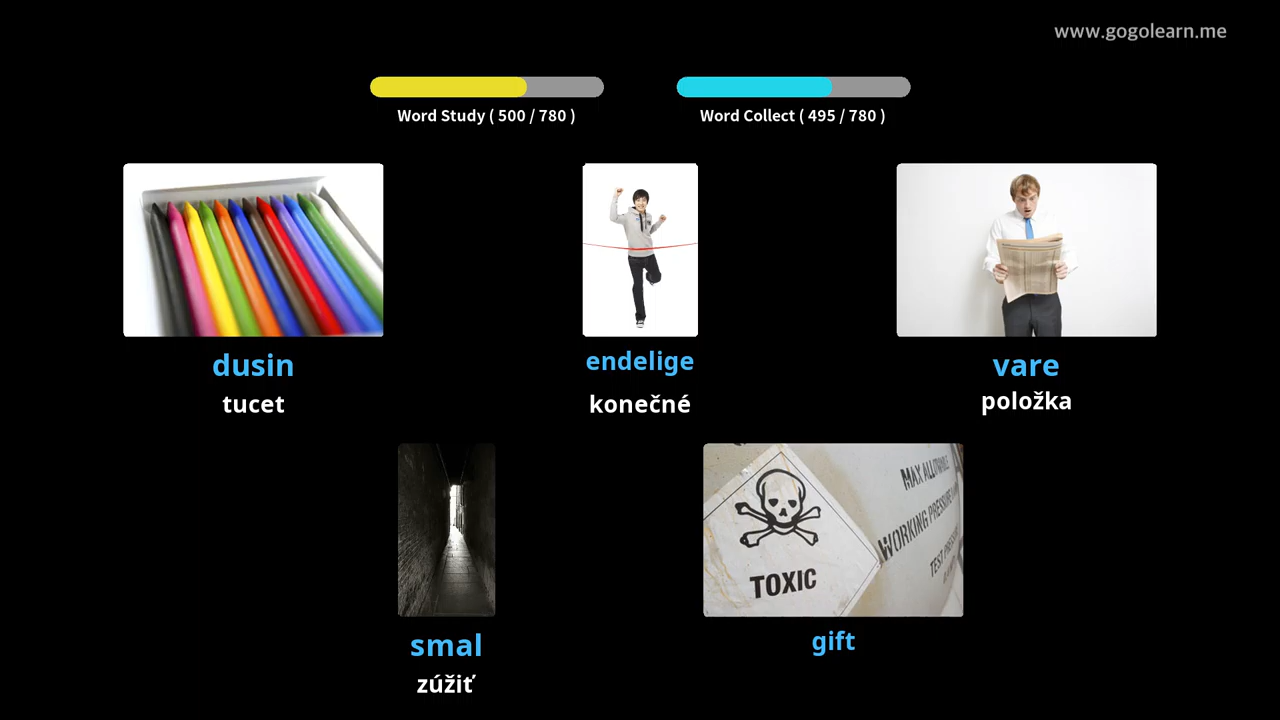 www.gogolearn.me
Word Study ( 500 / 780 )
Word Collect ( 495 / 780 )
dusin
tucet
endelige
konečné
vare
položka
smal
zúžiť
MAX ALLOWABLE
WORKING PRESSURE
TEST PRESSURE
TOXIC
gift